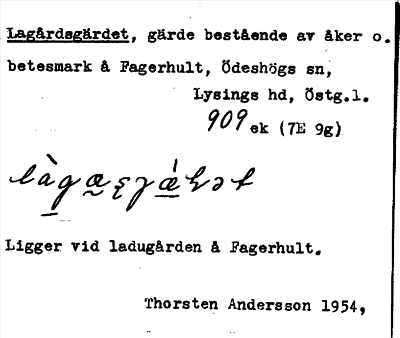 Lagårdsgärdet, gärde bestående av åker o.
betesmark å Fagerhult, Ödeshögs sn,
Lysings hd, Östg.l.
909 ek (7E 9g)
Ligger vid ladugården å Fagerhult.
Thorsten Andersson 1954,